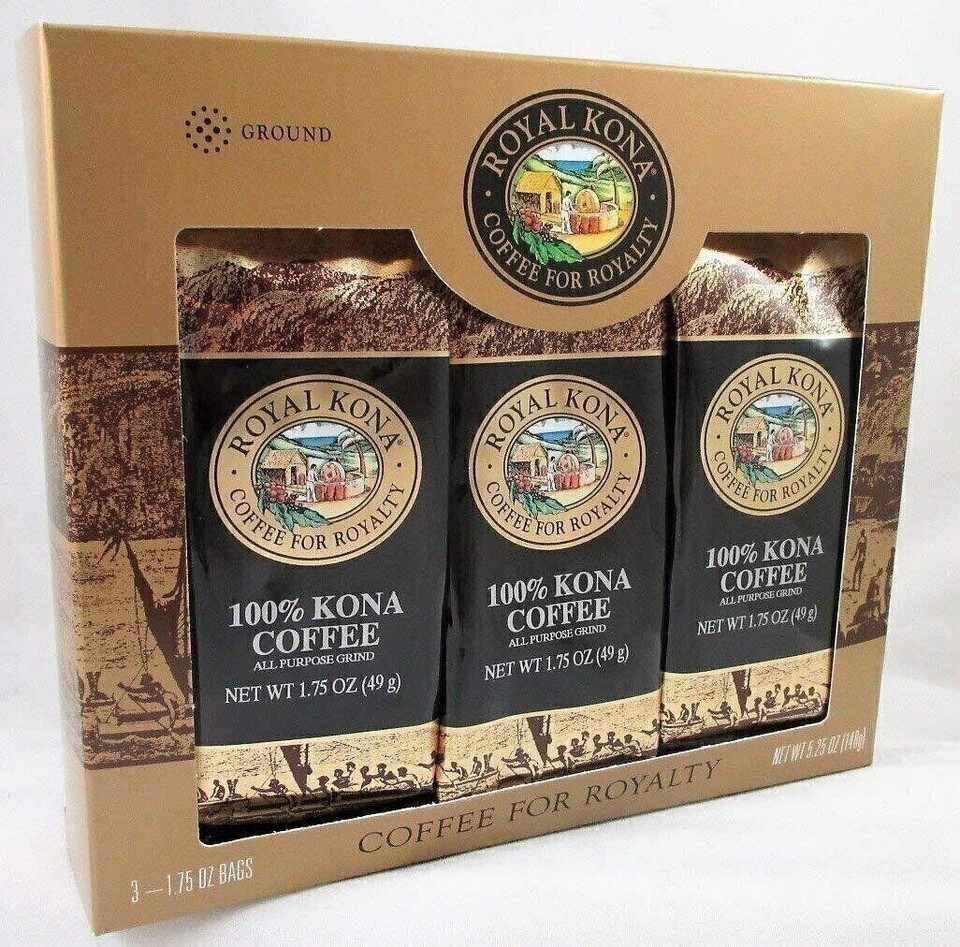 GROUND
ROYAL KONA®
COFFEE FOR ROYALTY
ROYAL KONA®
COFFEE FOR ROYALTY
100% KONA
COFFEE
ALL PURPOSE GRIND
NET WT 1.75 OZ (49 g)
ROYAL KONA®
COFFEE FOR ROYALTY
100% KONA
COFFEE
ALL PURPOSE GRIND
NET WT 1.75 OZ (49 g)
ROYAL KONA®
COFFEE FOR ROYALTY
100% KONA
COFFEE
ALL PURPOSE GRIND
NET WT 1.75 OZ (49 g)
NET WT 5.25 OZ (149g)
COFFEE FOR ROYALTY
3 — 1.75 OZ BAGS